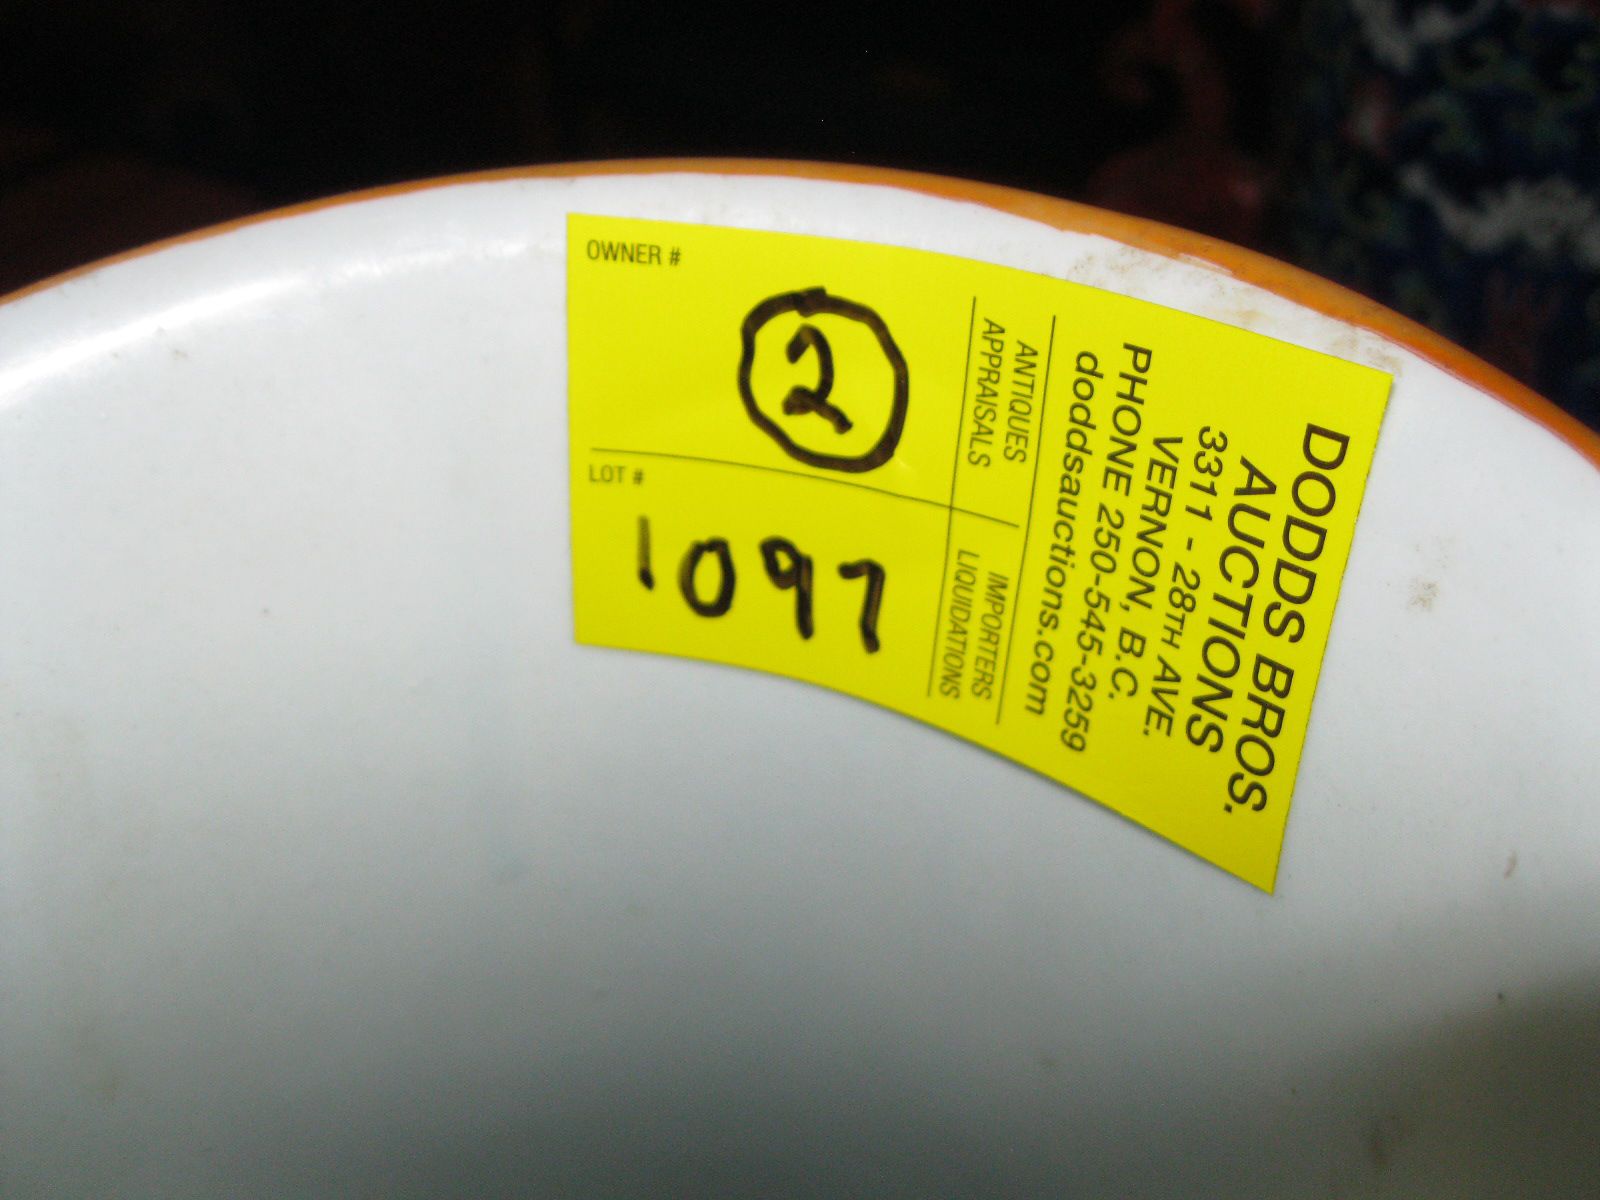 DODDS BROS.
AUCTIONS
3311 - 28TH AVE.
VERNON, B.C.
PHONE 250-545-3259
doddsauctions.com
ANTIQUES
APPRAISALS
IMPORTERS
LIQUIDATIONS
OWNER #
2
LOT #
1097